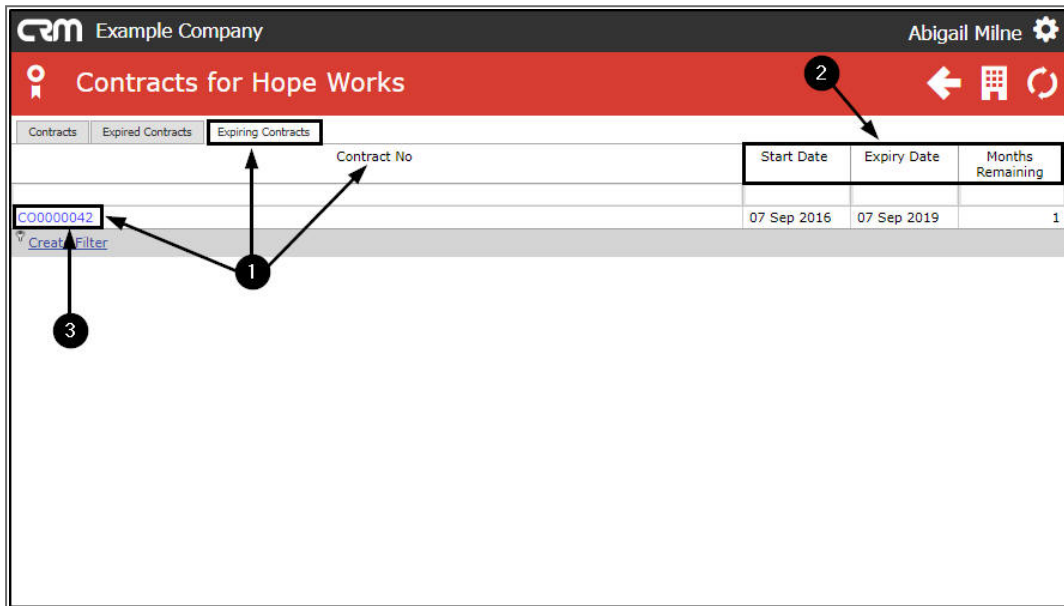 CRM Example Company Abigail Milne
Contracts for Hope Works
2
Contracts Expired Contracts Expiring Contracts
Contract No Start Date Expiry Date Months
Remaining
CO0000042 07 Sep 2016 07 Sep 2019 1
Create Filter
1
3